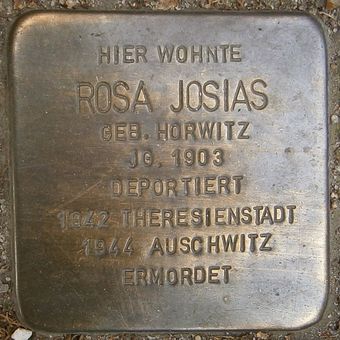 HIER WOHNTE
ROSA JOSIAS
GEB. HORWITZ
JG. 1903
DEPORTIERT
1942 THERESIENSTADT
1944 AUSCHWITZ
ERMORDET